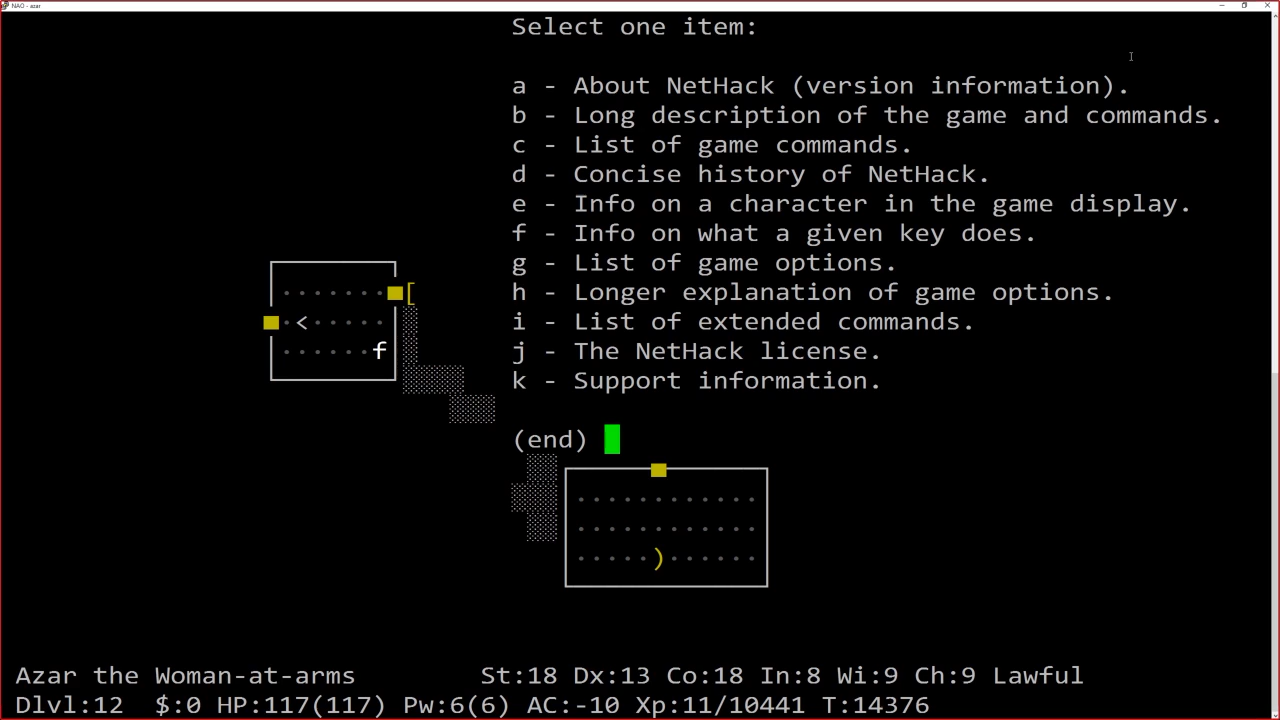 NAO - azar
Select one item:
a - About NetHack (version information).
b - Long description of the game and commands.
c - List of game commands.
d - Concise history of NetHack.
e - Info on a character in the game display.
f - Info on what a given key does.
g - List of game options.
h - Longer explanation of game options.
i - List of extended commands.
j - The NetHack license.
k - Support information.
(end)
Azar the Woman-at-arms St:18 Dx:13 Co:18 In:8 Wi:9 Ch:9 Lawful
Dlvl:12 $:0 HP:117(117) Pw:6(6) AC:-10 Xp:11/10441 T:14376